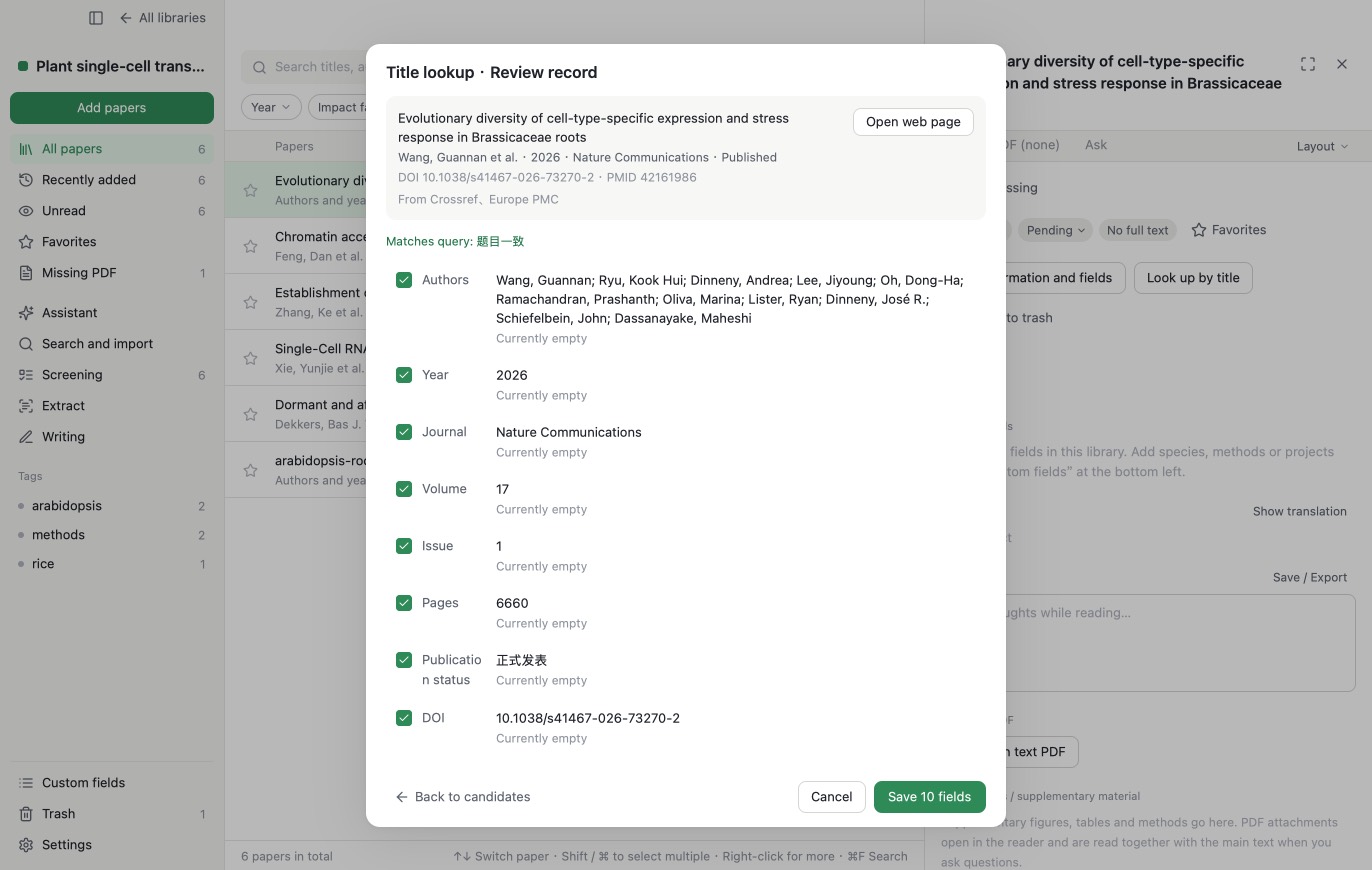 All libraries
Plant single-cell trans...
Add papers
All papers 6
Recently added 6
Unread 6
Favorites
Missing PDF 1
Assistant
Search and import
Screening 6
Extract
Writing
Tags
arabidopsis 2
methods 2
rice 1
Custom fields
Trash 1
Settings
Search titles, a
Year
Impact fa
Papers
Evolutionary di
Authors and yea
Chromatin acce
Feng, Dan et al.
Establishment
Zhang, Ke et al.
Single-Cell RNA
Xie, Yunjie et al.
Dormant and af
Dekkers, Bas J.
arabidopsis-roo
Authors and yea
6 papers in total
↑↓ Switch paper · Shift / ⌘ to select multiple · Right-click for more · ⌘F Search
Title lookup · Review record
Evolutionary diversity of cell-type-specific expression and stress
response in Brassicaceae roots
Open web page
Wang, Guannan et al. · 2026 · Nature Communications · Published
DOI 10.1038/s41467-026-73270-2 · PMID 42161986
From Crossref、Europe PMC
Matches query: 题目一致
Authors
Wang, Guannan; Ryu, Kook Hui; Dinneny, Andrea; Lee, Jiyoung; Oh, Dong-Ha;
Ramachandran, Prashanth; Oliva, Marina; Lister, Ryan; Dinneny, José R.;
Schiefelbein, John; Dassanayake, Maheshi
Currently empty
Year
2026
Currently empty
Journal
Nature Communications
Currently empty
Volume
17
Currently empty
Issue
1
Currently empty
Pages
6660
Currently empty
Publicatio
n status
正式发表
Currently empty
DOI
10.1038/s41467-026-73270-2
Currently empty
Back to candidates
Cancel
Save 10 fields
ary diversity of cell-type-specific
on and stress response in Brassicaceae
DF (none)
Ask
Layout
ssing
Pending
No full text
Favorites
rmation and fields
Look up by title
to trash
fields in this library. Add species, methods or projects
tom fields” at the bottom left.
Show translation
Save / Export
ughts while reading...
text PDF
/ supplementary material
tary figures, tables and methods go here. PDF attachments
open in the reader and are read together with the main text when you
ask questions.